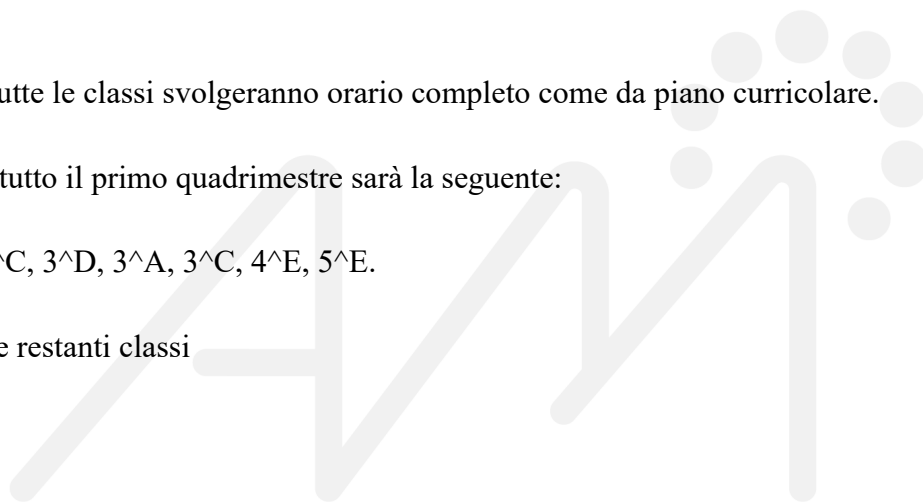 utte le classi svolgeranno orario completo come da piano curricolare.
tutto il primo quadrimestre sarà la seguente:
^C, 3^D, 3^A, 3^C, 4^E, 5^E.
e restanti classi